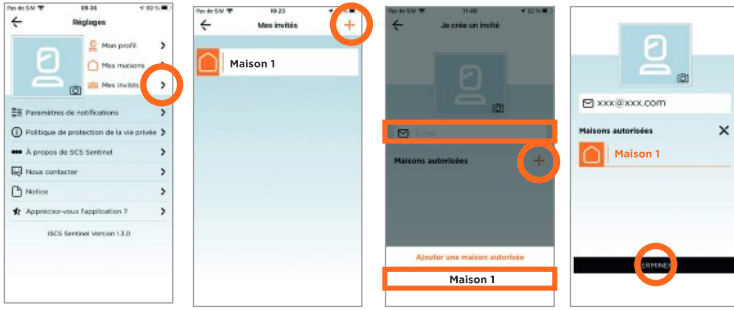 Pas de SIM 09:36 60 %
Réglages
Mon profil
Mes maisons
Mes invités
Paramètres de notifications
Politique de protection de la vie privée
À propos de SCS Sentinel
Nous contacter
Notice
Appréciez-vous l'application ?
iSCS Sentinel Version 1.3.0
Pas de SIM 10:23
Mes invités
Maison 1
Pas de SIM 11:40 52 %
Je crée un invité
Maisons autorisées
Ajouter une maison autorisée
Maison 1
xxx@xxx.com
Maisons autorisées
Maison 1
TERMINER